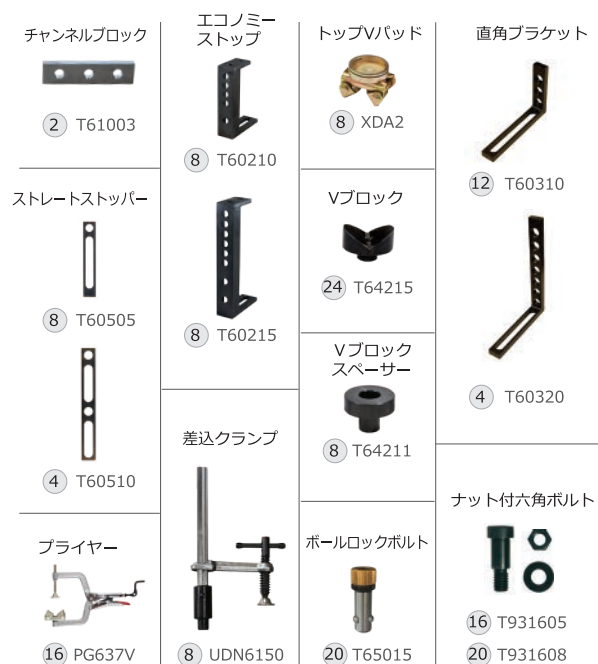 チャンネルブロック
2 T61003
ストレートストッパー
8 T60505
4 T60510
プライヤー
16 PG637V
エコノミー
ストップ
8 T60210
8 T60215
差込クランプ
8 UDN6150
トップVパッド
8 XDA2
Vブロック
24 T64215
Vブロック
スペーサー
8 T64211
ボールロックボルト
20 T65015
直角ブラケット
12 T60310
4 T60320
ナット付六角ボルト
16 T931605
20 T931608